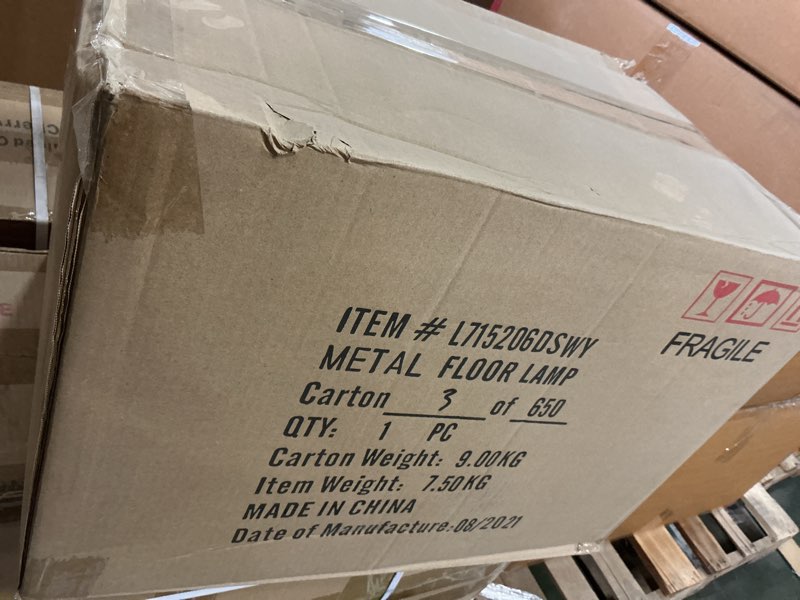 ITEM # L715206DSWY
METAL FLOOR LAMP
Carton 3 of 650
QTY: 1 PC
Carton Weight: 9.00KG
Item Weight: 7.50KG
MADE IN CHINA
Date of Manufacture:08/2021
FRAGILE